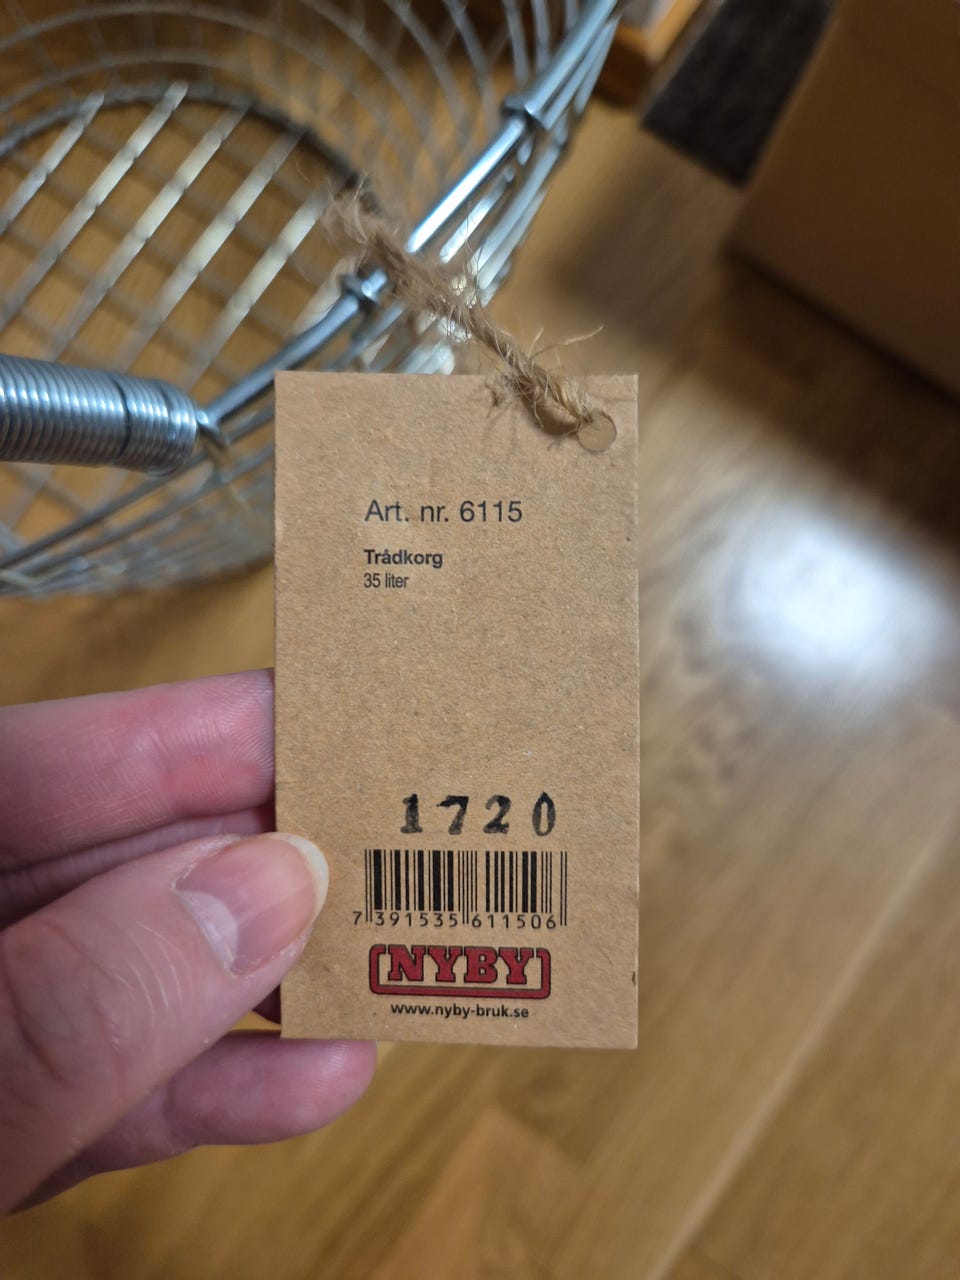 Art. nr. 6115
Trådkorg
35 liter
1720
7 391535 611506
NYBY
www.nyby-bruk.se